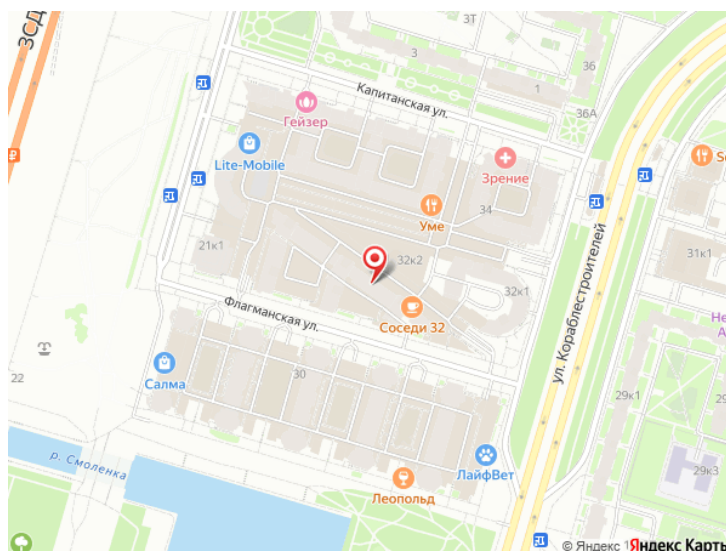 ЗСД
3Т
3
36
1
36А
Капитанская ул.
Гейзер
Lite-Mobile
Зрение
Уме
34
21к1
32к2
31к1
32к1
Флагманская ул.
Соседи 32
ул. Кораблестроителей
Салма
30
22
29к1
р. Смоленка
ЛайфВет
29к3
Леопольд
© Яндекс
Яндекс Карты